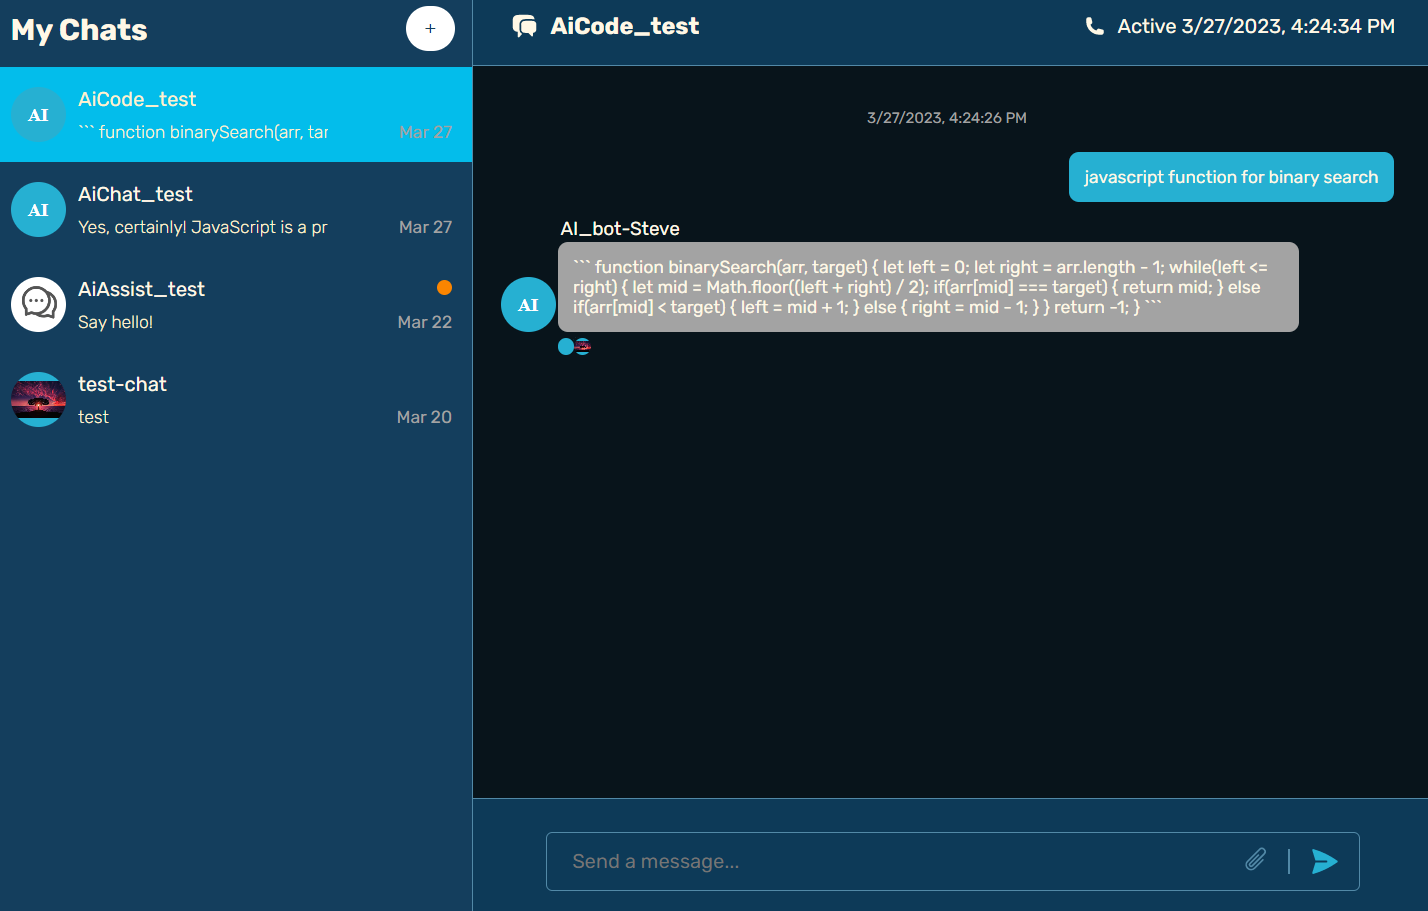 My Chats
+
AI
AiCode_test
``` function binarySearch(arr, tar
Mar 27
AI
AiChat_test
Yes, certainly! JavaScript is a pr
Mar 27
AiAssist_test
Say hello!
Mar 22
test-chat
test
Mar 20
AiCode_test
Active 3/27/2023, 4:24:34 PM
3/27/2023, 4:24:26 PM
javascript function for binary search
AI_bot-Steve
AI
``` function binarySearch(arr, target) { let left = 0; let right = arr.length - 1; while(left <=
right) { let mid = Math.floor((left + right) / 2); if(arr[mid] === target) { return mid; } else
if(arr[mid] < target) { left = mid + 1; } else { right = mid - 1; } } return -1; } ```
Send a message...